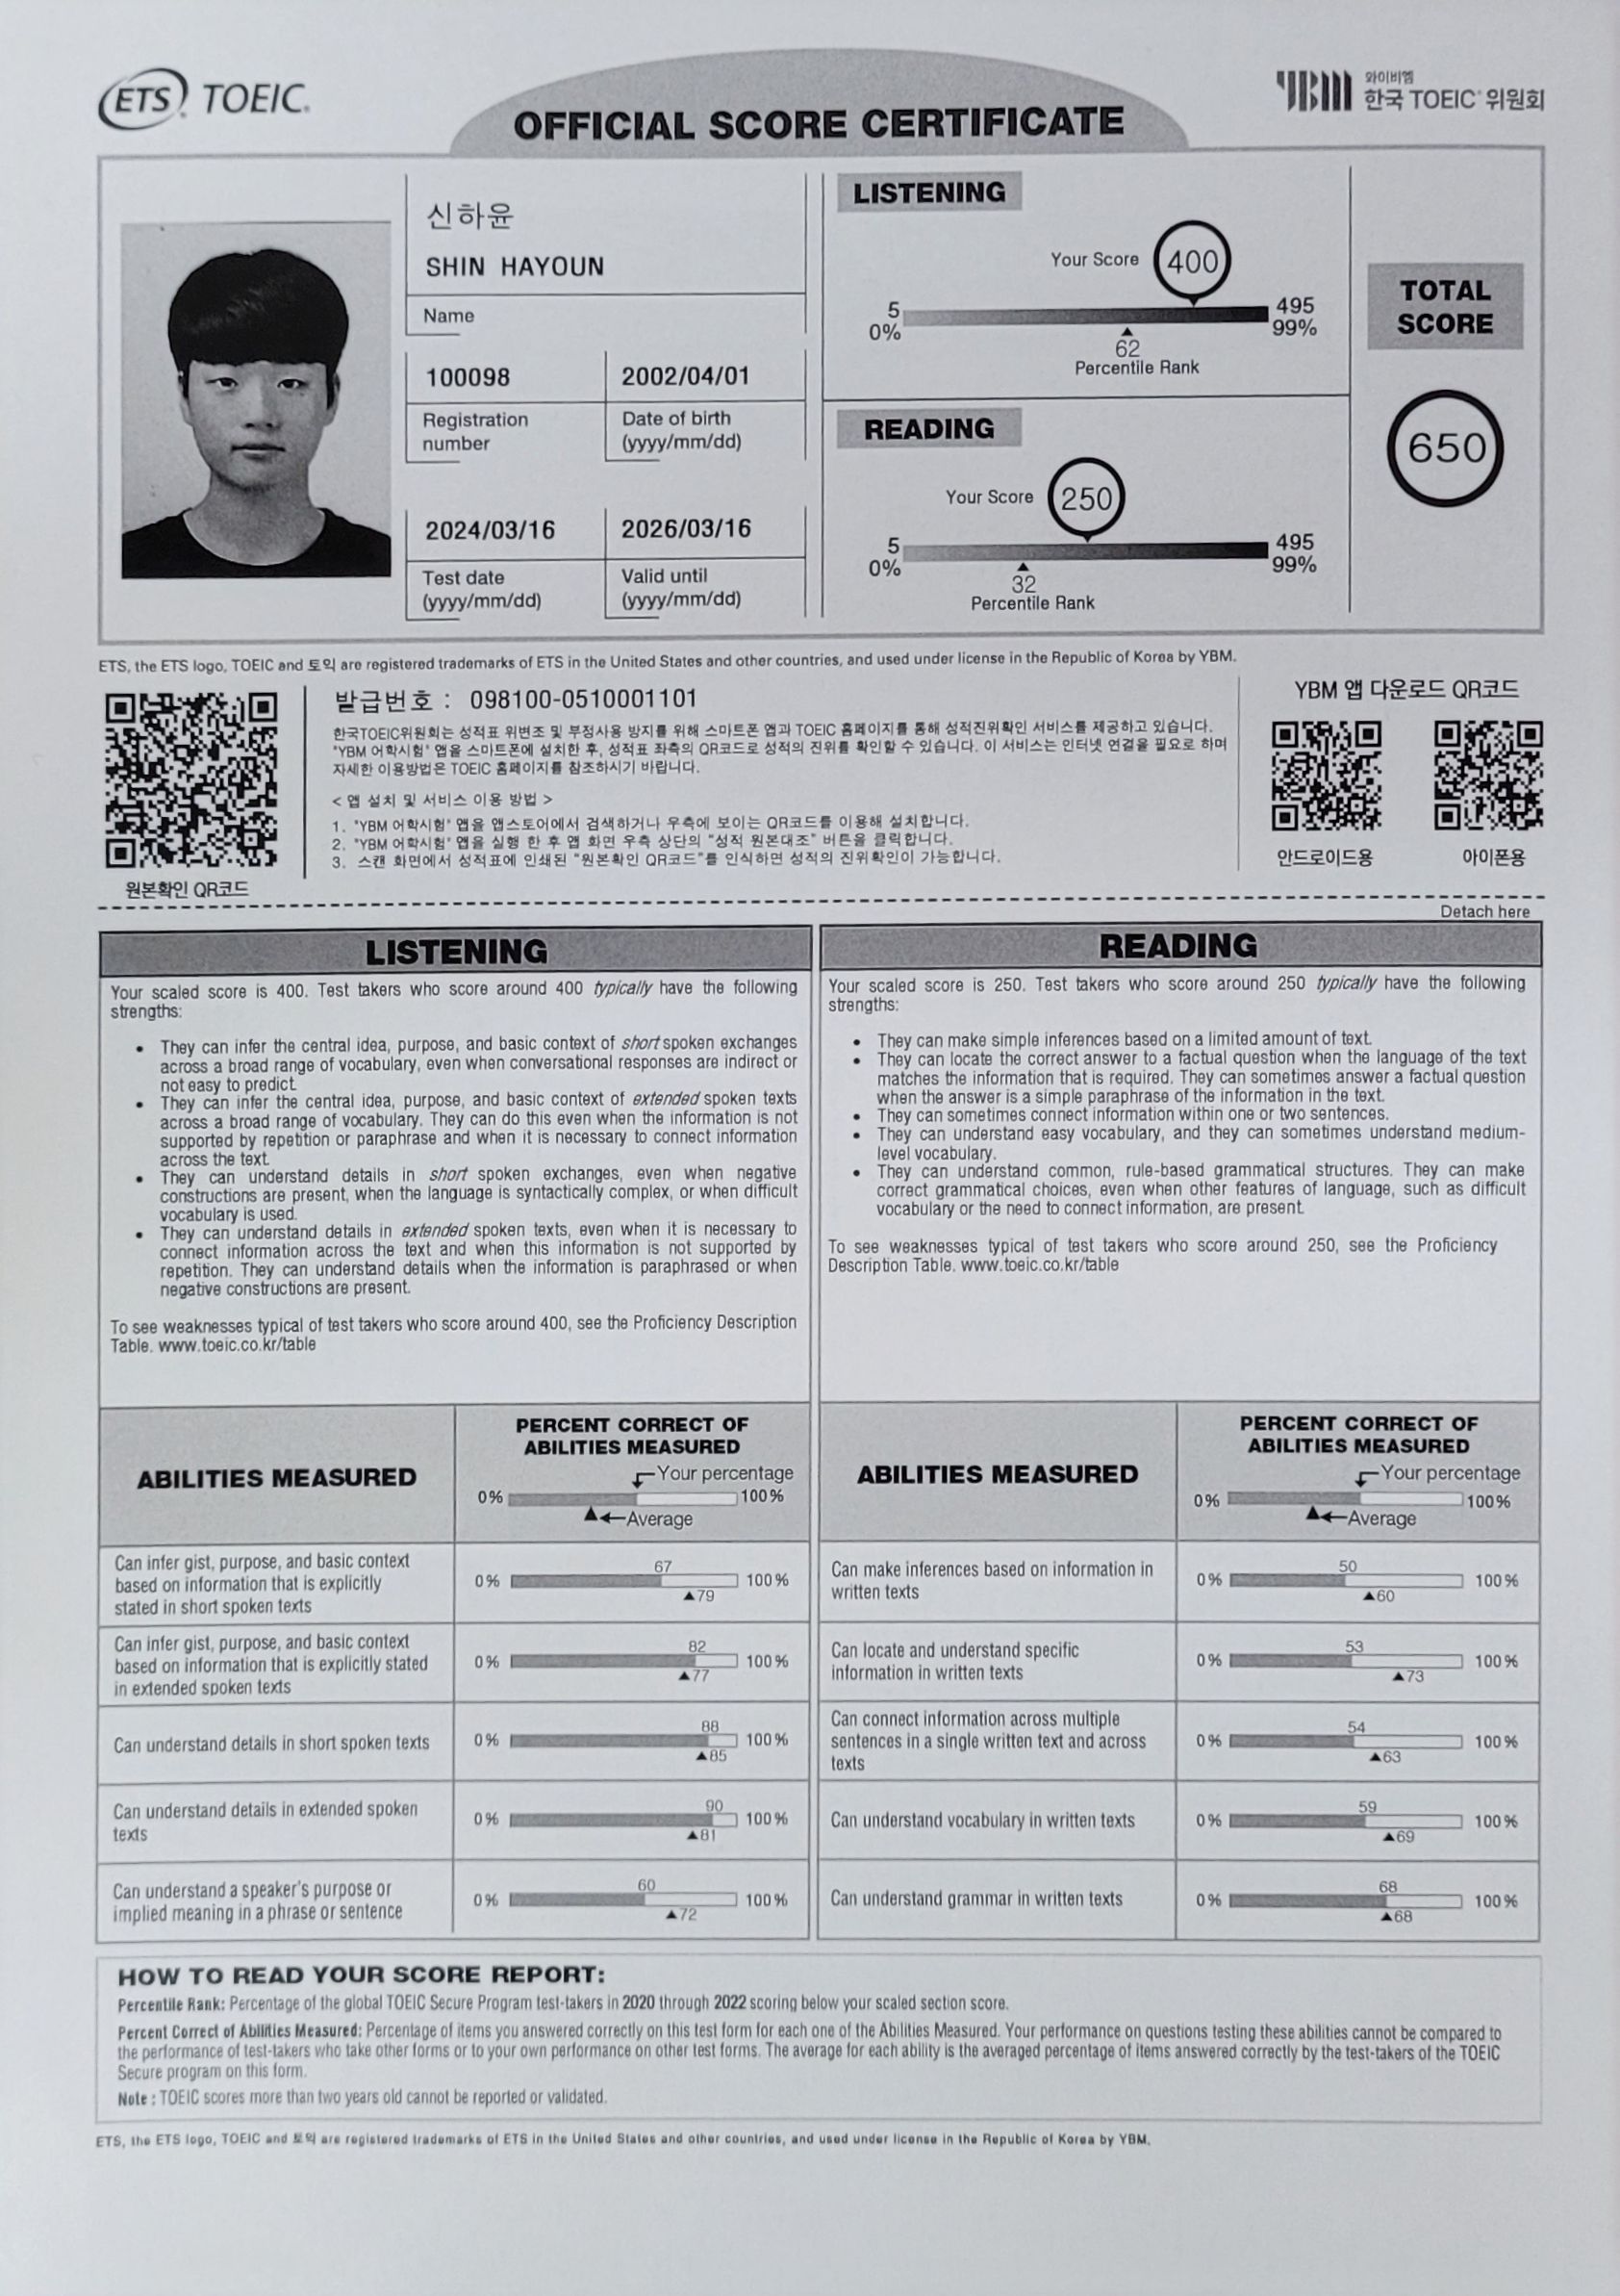 ETS TOEIC.
OFFICIAL SCORE CERTIFICATE
YBM 와이비엠
한국 TOEIC 위원회
신하윤
SHIN HAYOUN
Name
100098
Registration
number
2002/04/01
Date of birth
(yyyy/mm/dd)
2024/03/16
Test date
(yyyy/mm/dd)
2026/03/16
Valid until
(yyyy/mm/dd)
LISTENING
Your Score 400
5 495
0% 99%
62
Percentile Rank
READING
Your Score 250
5 495
0% 99%
32
Percentile Rank
TOTAL
SCORE
650
ETS, the ETS logo, TOEIC and 토익 are registered trademarks of ETS in the United States and other countries, and used under license in the Republic of Korea by YBM.
원본확인 QR코드
발급번호 : 098100-0510001101
한국TOEIC위원회는 성적표 위변조 및 부정사용 방지를 위해 스마트폰 앱과 TOEIC 홈페이지를 통해 성적진위확인 서비스를 제공하고 있습니다.
"YBM 어학시험" 앱을 스마트폰에 설치한 후, 성적표 좌측의 QR코드로 성적의 진위를 확인할 수 있습니다. 이 서비스는 인터넷 연결을 필요로 하며
자세한 이용방법은 TOEIC 홈페이지를 참조하시기 바랍니다.
< 앱 설치 및 서비스 이용 방법 >
1. "YBM 어학시험" 앱을 앱스토어에서 검색하거나 우측에 보이는 QR코드를 이용해 설치합니다.
2. "YBM 어학시험" 앱을 실행 한 후 앱 화면 우측 상단의 "성적 원본대조" 버튼을 클릭합니다.
3. 스캔 화면에서 성적표에 인쇄된 "원본확인 QR코드"를 인식하면 성적의 진위확인이 가능합니다.
YBM 앱 다운로드 QR코드
안드로이드용 아이폰용
Detach here
LISTENING
Your scaled score is 400. Test takers who score around 400 typically have the following
strengths:
• They can infer the central idea, purpose, and basic context of short spoken exchanges
across a broad range of vocabulary, even when conversational responses are indirect or
not easy to predict.
• They can infer the central idea, purpose, and basic context of extended spoken texts
across a broad range of vocabulary. They can do this even when the information is not
supported by repetition or paraphrase and when it is necessary to connect information
across the text.
• They can understand details in short spoken exchanges, even when negative
constructions are present, when the language is syntactically complex, or when difficult
vocabulary is used.
• They can understand details in extended spoken texts, even when it is necessary to
connect information across the text and when this information is not supported by
repetition. They can understand details when the information is paraphrased or when
negative constructions are present.
To see weaknesses typical of test takers who score around 400, see the Proficiency Description
Table. www.toeic.co.kr/table
READING
Your scaled score is 250. Test takers who score around 250 typically have the following
strengths:
• They can make simple inferences based on a limited amount of text.
• They can locate the correct answer to a factual question when the language of the text
matches the information that is required. They can sometimes answer a factual question
when the answer is a simple paraphrase of the information in the text.
• They can sometimes connect information within one or two sentences.
• They can understand easy vocabulary, and they can sometimes understand medium-
level vocabulary.
• They can understand common, rule-based grammatical structures. They can make
correct grammatical choices, even when other features of language, such as difficult
vocabulary or the need to connect information, are present.
To see weaknesses typical of test takers who score around 250, see the Proficiency
Description Table. www.toeic.co.kr/table
ABILITIES MEASURED
PERCENT CORRECT OF
ABILITIES MEASURED
Your percentage
0% 100%
▲←Average
Can infer gist, purpose, and basic context
based on information that is explicitly
stated in short spoken texts
67
0% 100%
▲79
Can infer gist, purpose, and basic context
based on information that is explicitly stated
in extended spoken texts
82
0% 100%
▲77
Can understand details in short spoken texts
88
0% 100%
▲85
Can understand details in extended spoken
texts
90
0% 100%
▲81
Can understand a speaker's purpose or
implied meaning in a phrase or sentence
60
0% 100%
▲72
ABILITIES MEASURED
PERCENT CORRECT OF
ABILITIES MEASURED
Your percentage
0% 100%
▲←Average
Can make inferences based on information in
written texts
50
0% 100%
▲60
Can locate and understand specific
information in written texts
53
0% 100%
▲73
Can connect information across multiple
sentences in a single written text and across
texts
54
0% 100%
▲63
Can understand vocabulary in written texts
59
0% 100%
▲69
Can understand grammar in written texts
68
0% 100%
▲68
HOW TO READ YOUR SCORE REPORT:
Percentile Rank: Percentage of the global TOEIC Secure Program test-takers in 2020 through 2022 scoring below your scaled section score.
Percent Correct of Abilities Measured: Percentage of items you answered correctly on this test form for each one of the Abilities Measured. Your performance on questions testing these abilities cannot be compared to
the performance of test-takers who take other forms or to your own performance on other test forms. The average for each ability is the averaged percentage of items answered correctly by the test-takers of the TOEIC
Secure program on this form.
Note : TOEIC scores more than two years old cannot be reported or validated.
ETS, the ETS logo, TOEIC and 토익 are registered trademarks of ETS in the United States and other countries, and used under license in the Republic of Korea by YBM.